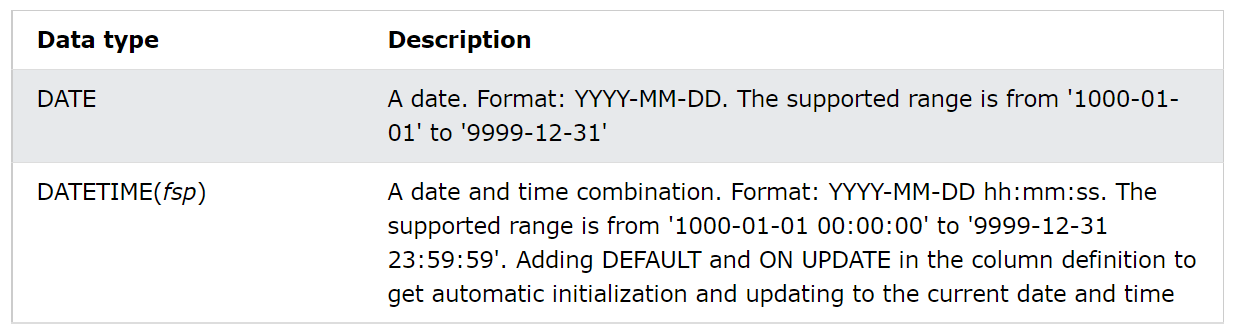 Data type Description
DATE A date. Format: YYYY-MM-DD. The supported range is from '1000-01-
01' to '9999-12-31'
DATETIME(fsp) A date and time combination. Format: YYYY-MM-DD hh:mm:ss. The
supported range is from '1000-01-01 00:00:00' to '9999-12-31
23:59:59'. Adding DEFAULT and ON UPDATE in the column definition to
get automatic initialization and updating to the current date and time